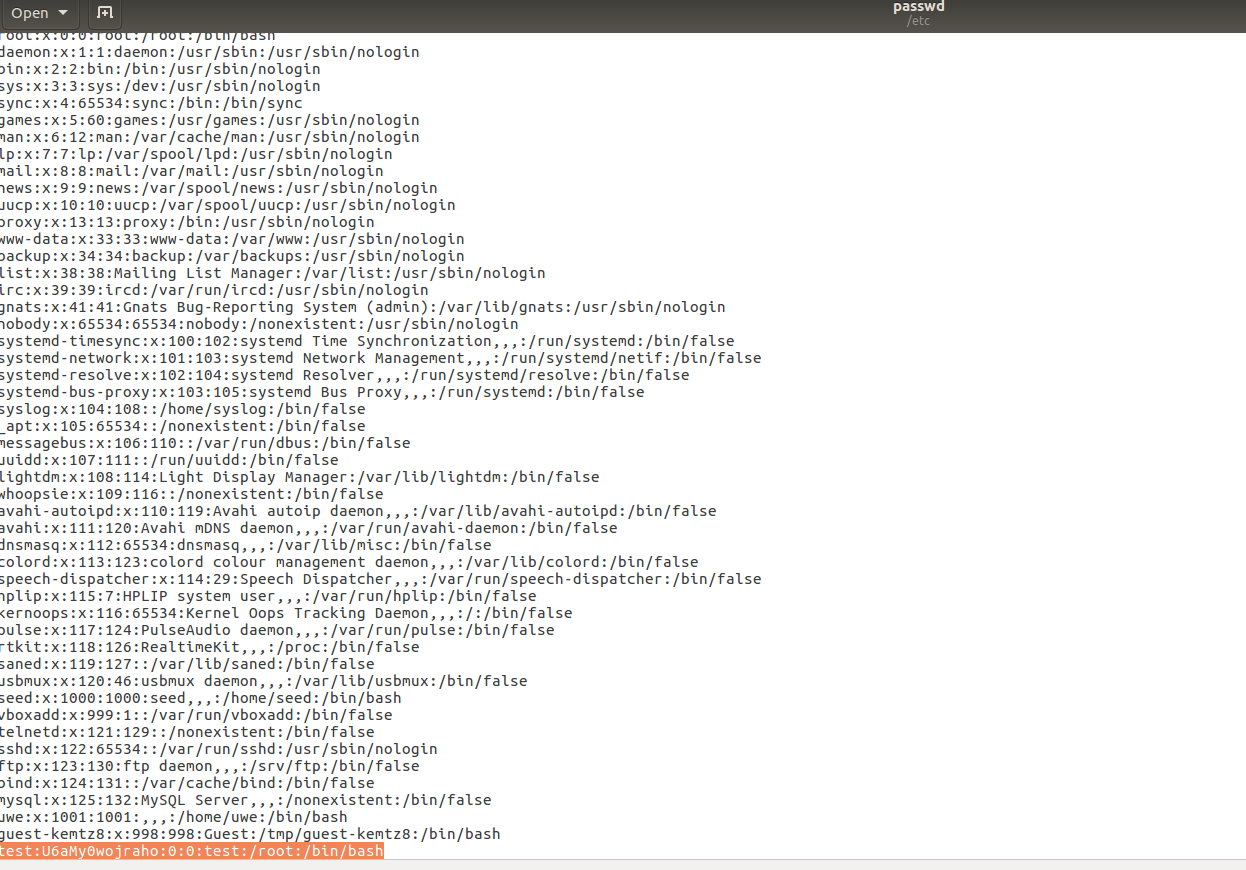 Open
passwd
/etc
root:x:0:0:root:/root:/bin/bash
daemon:x:1:1:daemon:/usr/sbin:/usr/sbin/nologin
bin:x:2:2:bin:/bin:/usr/sbin/nologin
sys:x:3:3:sys:/dev:/usr/sbin/nologin
sync:x:4:65534:sync:/bin:/bin/sync
games:x:5:60:games:/usr/games:/usr/sbin/nologin
man:x:6:12:man:/var/cache/man:/usr/sbin/nologin
lp:x:7:7:lp:/var/spool/lpd:/usr/sbin/nologin
mail:x:8:8:mail:/var/mail:/usr/sbin/nologin
news:x:9:9:news:/var/spool/news:/usr/sbin/nologin
uucp:x:10:10:uucp:/var/spool/uucp:/usr/sbin/nologin
proxy:x:13:13:proxy:/bin:/usr/sbin/nologin
www-data:x:33:33:www-data:/var/www:/usr/sbin/nologin
backup:x:34:34:backup:/var/backups:/usr/sbin/nologin
list:x:38:38:Mailing List Manager:/var/list:/usr/sbin/nologin
irc:x:39:39:ircd:/var/run/ircd:/usr/sbin/nologin
gnats:x:41:41:Gnats Bug-Reporting System (admin):/var/lib/gnats:/usr/sbin/nologin
nobody:x:65534:65534:nobody:/nonexistent:/usr/sbin/nologin
systemd-timesync:x:100:102:systemd Time Synchronization,,,:/run/systemd:/bin/false
systemd-network:x:101:103:systemd Network Management,,,:/run/systemd/netif:/bin/false
systemd-resolve:x:102:104:systemd Resolver,,,:/run/systemd/resolve:/bin/false
systemd-bus-proxy:x:103:105:systemd Bus Proxy,,,:/run/systemd:/bin/false
syslog:x:104:108::/home/syslog:/bin/false
_apt:x:105:65534::/nonexistent:/bin/false
messagebus:x:106:110::/var/run/dbus:/bin/false
uuidd:x:107:111::/run/uuidd:/bin/false
lightdm:x:108:114:Light Display Manager:/var/lib/lightdm:/bin/false
whoopsie:x:109:116::/nonexistent:/bin/false
avahi-autoipd:x:110:119:Avahi autoip daemon,,,:/var/lib/avahi-autoipd:/bin/false
avahi:x:111:120:Avahi mDNS daemon,,,:/var/run/avahi-daemon:/bin/false
dnsmasq:x:112:65534:dnsmasq,,,:/var/lib/misc:/bin/false
colord:x:113:123:colord colour management daemon,,,:/var/lib/colord:/bin/false
speech-dispatcher:x:114:29:Speech Dispatcher,,,:/var/run/speech-dispatcher:/bin/false
hplip:x:115:7:HPLIP system user,,,:/var/run/hplip:/bin/false
kernoops:x:116:65534:Kernel Oops Tracking Daemon,,,:/:/bin/false
pulse:x:117:124:PulseAudio daemon,,,:/var/run/pulse:/bin/false
rtkit:x:118:126:RealtimeKit,,,:/proc:/bin/false
saned:x:119:127::/var/lib/saned:/bin/false
usbmux:x:120:46:usbmux daemon,,,:/var/lib/usbmux:/bin/false
seed:x:1000:1000:seed,,,:/home/seed:/bin/bash
vboxadd:x:999:1::/var/run/vboxadd:/bin/false
telnetd:x:121:129::/nonexistent:/bin/false
sshd:x:122:65534::/var/run/sshd:/usr/sbin/nologin
ftp:x:123:130:ftp daemon,,,:/srv/ftp:/bin/false
bind:x:124:131::/var/cache/bind:/bin/false
mysql:x:125:132:MySQL Server,,,:/nonexistent:/bin/false
uwe:x:1001:1001:,,,:/home/uwe:/bin/bash
guest-kemtz8:x:998:998:Guest:/tmp/guest-kemtz8:/bin/bash
test:U6aMy0wojraho:0:0:test:/root:/bin/bash